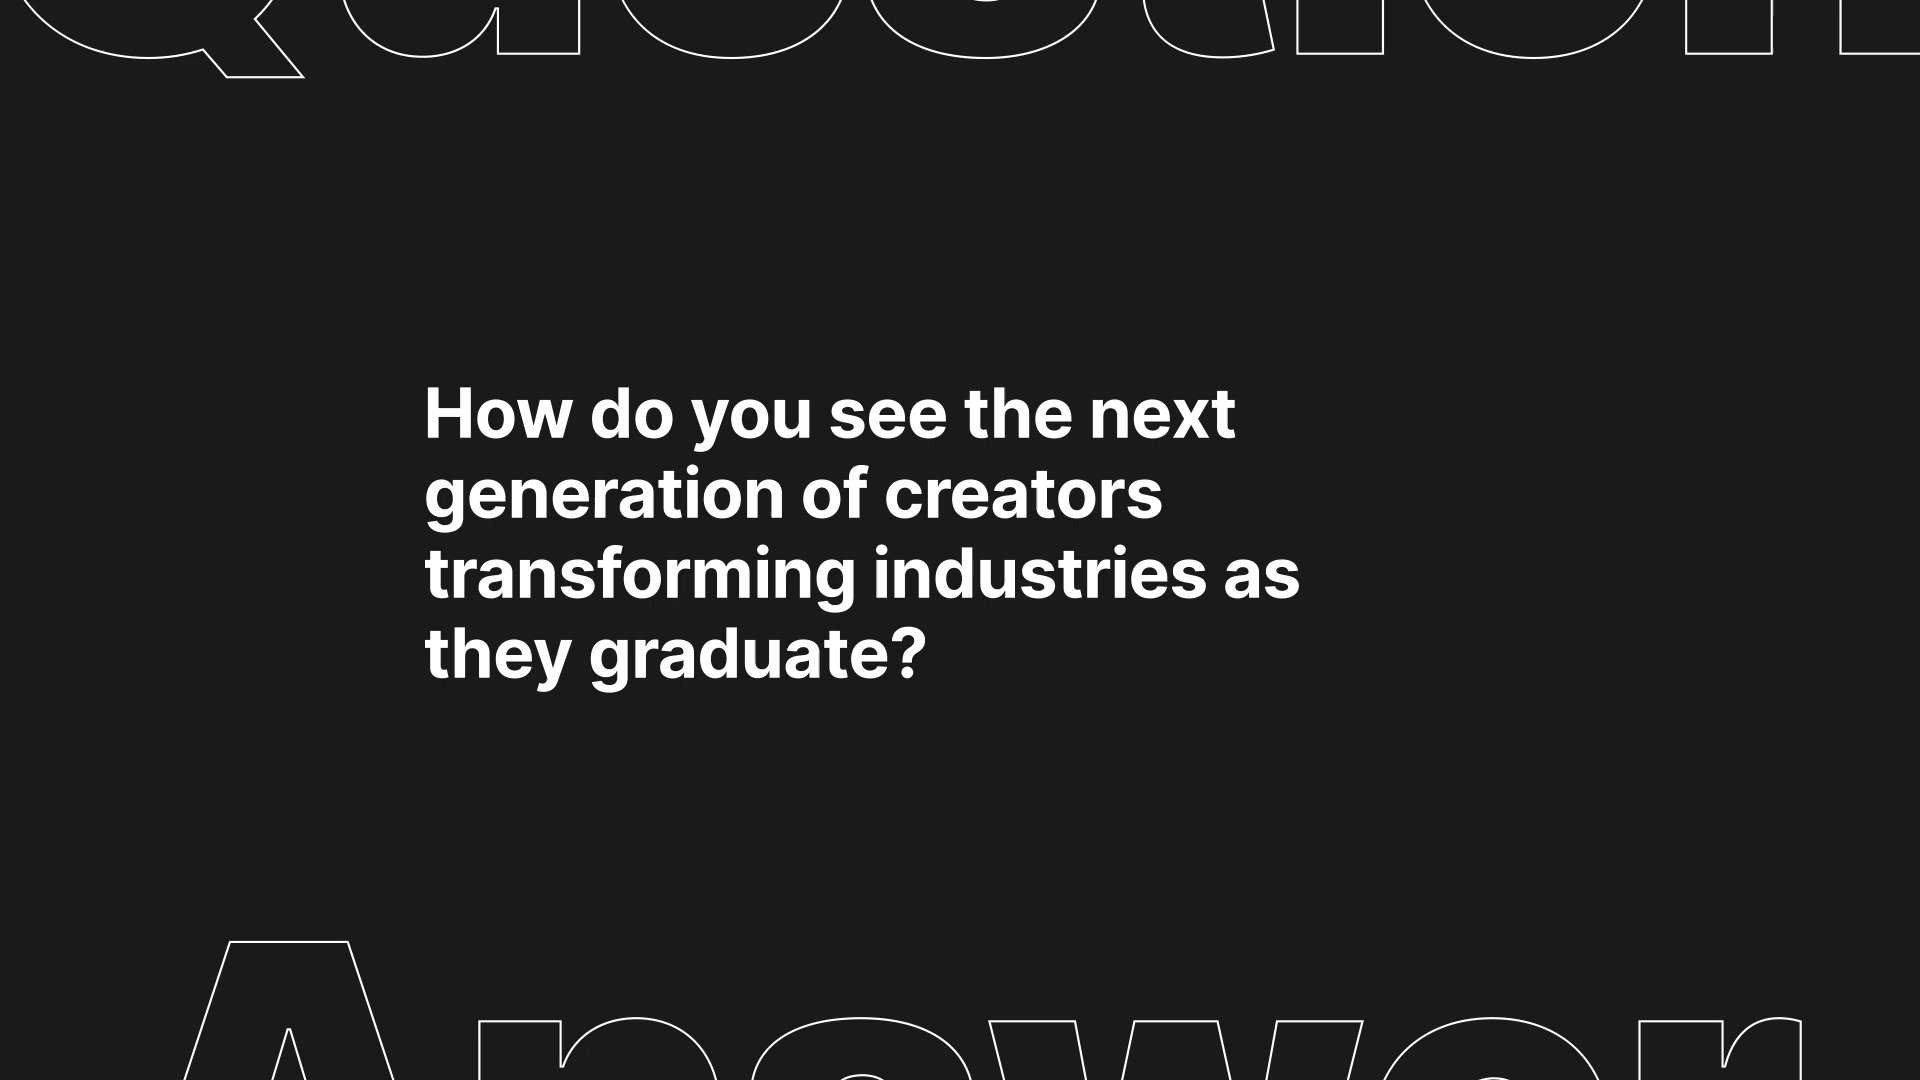 Question
How do you see the next
generation of creators
transforming industries as
they graduate?
Answer